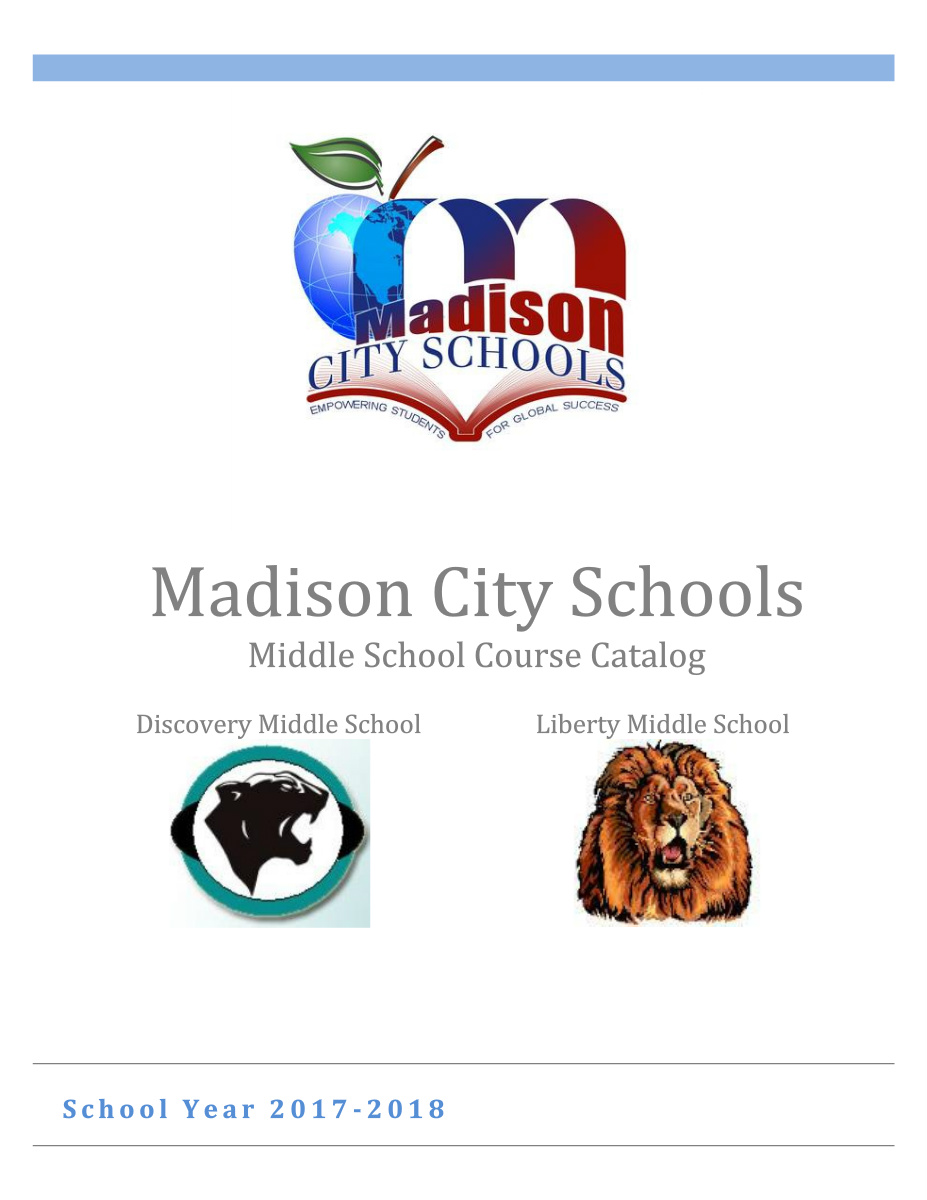 Madison
CITY SCHOOLS
EMPOWERING STUDENTS FOR GLOBAL SUCCESS
Madison City Schools
Middle School Course Catalog
Discovery Middle School
Liberty Middle School
School Year 2017-2018